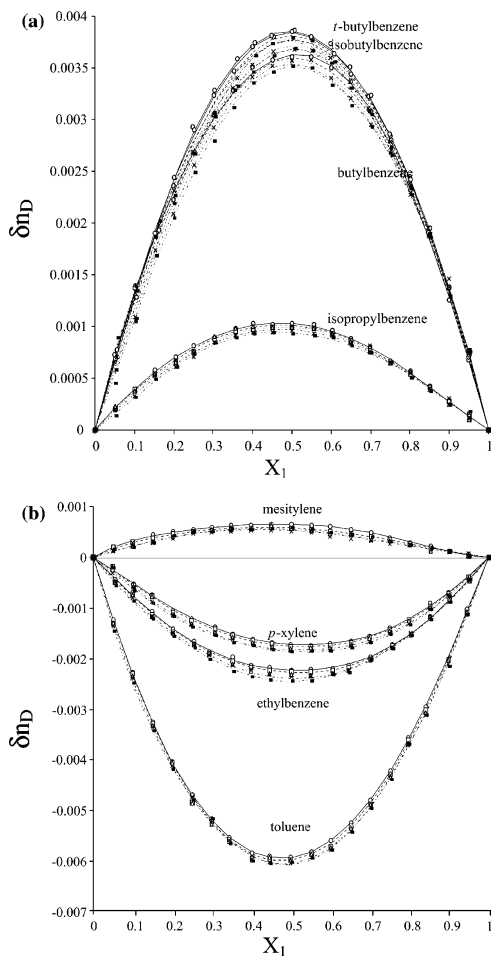 (a)
t-butylbenzene
isobutylbenzene
butylbenzene
isopropylbenzene
0.004
0.0035
0.003
0.0025
0.002
0.0015
0.001
0.0005
0
δnD
0 0.1 0.2 0.3 0.4 0.5 0.6 0.7 0.8 0.9 1
X1
(b)
mesitylene
p-xylene
ethylbenzene
toluene
0.001
0
-0.001
-0.002
-0.003
-0.004
-0.005
-0.006
-0.007
δnD
0 0.1 0.2 0.3 0.4 0.5 0.6 0.7 0.8 0.9 1
X1